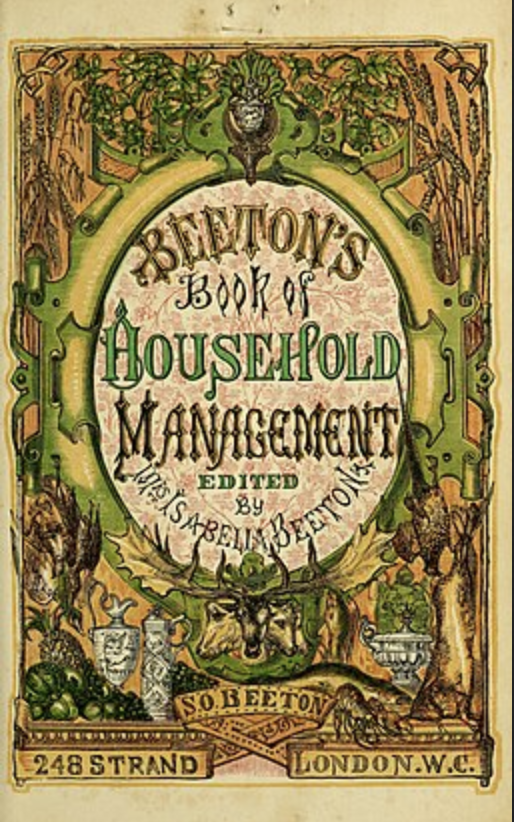 BEETON'S
BOOK OF
HOUSEHOLD
MANAGEMENT
EDITED
BY
MRS ISABELLA BEETON
S.O. BEETON
248 STRAND
LONDON. W.C.